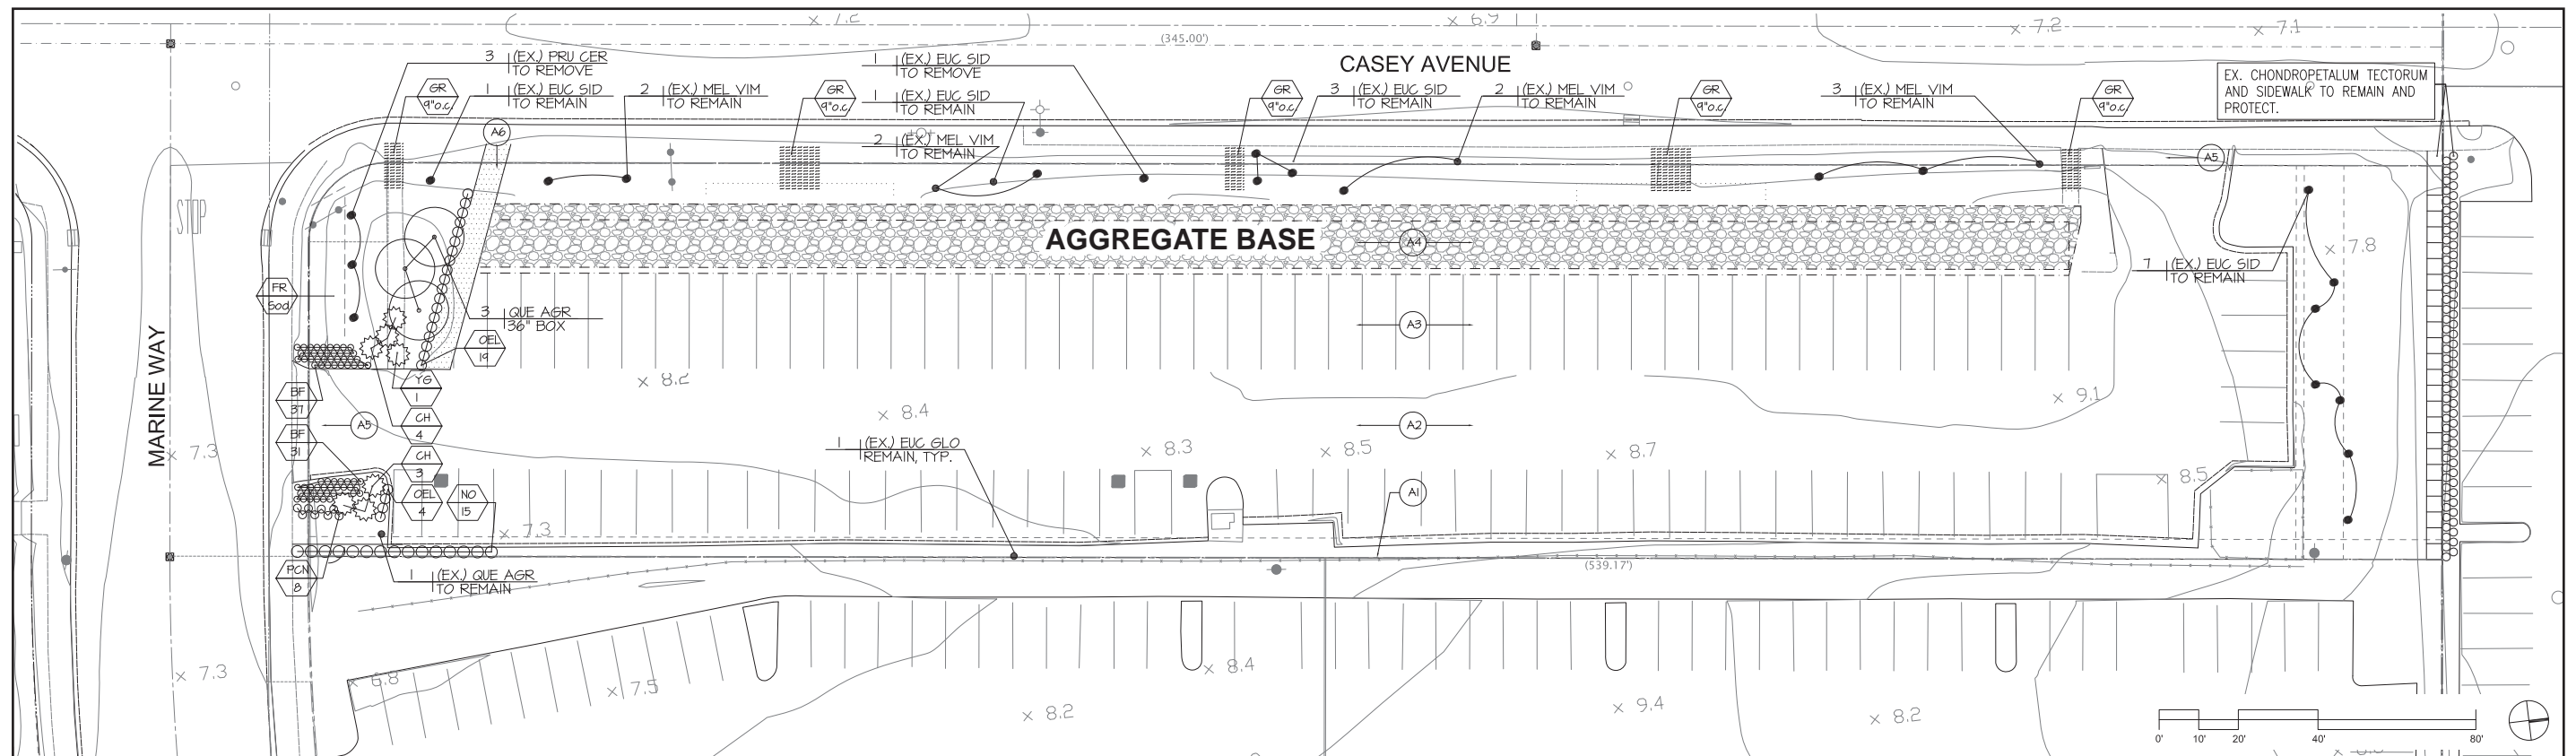 × 7.2
× 6.9
× 7.2
× 7.1
(345.00')
CASEY AVENUE
3 (EX.) PRU CER
TO REMOVE
1 (EX.) EUC SID
TO REMOVE
GR
9"o.c.
1 (EX.) EUC SID
TO REMAIN
2 (EX.) MEL VIM
TO REMAIN
GR
9"o.c.
1 (EX.) EUC SID
TO REMAIN
GR
9"o.c.
3 (EX.) EUC SID
TO REMAIN
2 (EX.) MEL VIM
TO REMAIN
GR
9"o.c.
3 (EX.) MEL VIM
TO REMAIN
GR
9"o.c.
EX. CHONDROPETALUM TECTORUM
AND SIDEWALK TO REMAIN AND
PROTECT.
A6
2 (EX.) MEL VIM
TO REMAIN
A5
STOP
AGGREGATE BASE
A4
× 7.8
7 (EX.) EUC SID
TO REMAIN
FR
Sod
3 QUE AGR
36" BOX
A3
OEL
19
MARINE WAY
× 8.2
YG
1
BF
37
× 8.4
× 9.1
CH
4
A5
A2
BF
31
1 (EX.) EUC GLO
REMAIN, TYP.
× 7.3
× 8.3
× 8.5
× 8.7
CH
3
× 8.5
OEL
4
NO
15
A1
× 7.3
(539.17')
PCN
8
1 (EX.) QUE AGR
TO REMAIN
× 7.3
× 6.8
× 7.5
× 8.4
× 8.2
× 9.4
× 8.2
0' 10' 20' 40' 80'